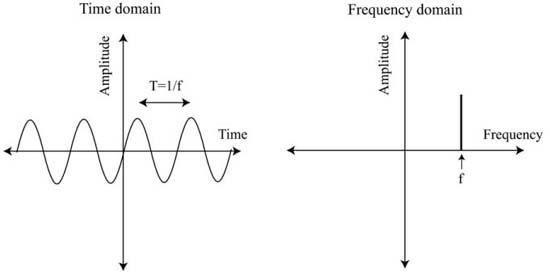 Time domain
Amplitude
T=1/f
Time
Frequency domain
Amplitude
Frequency
f